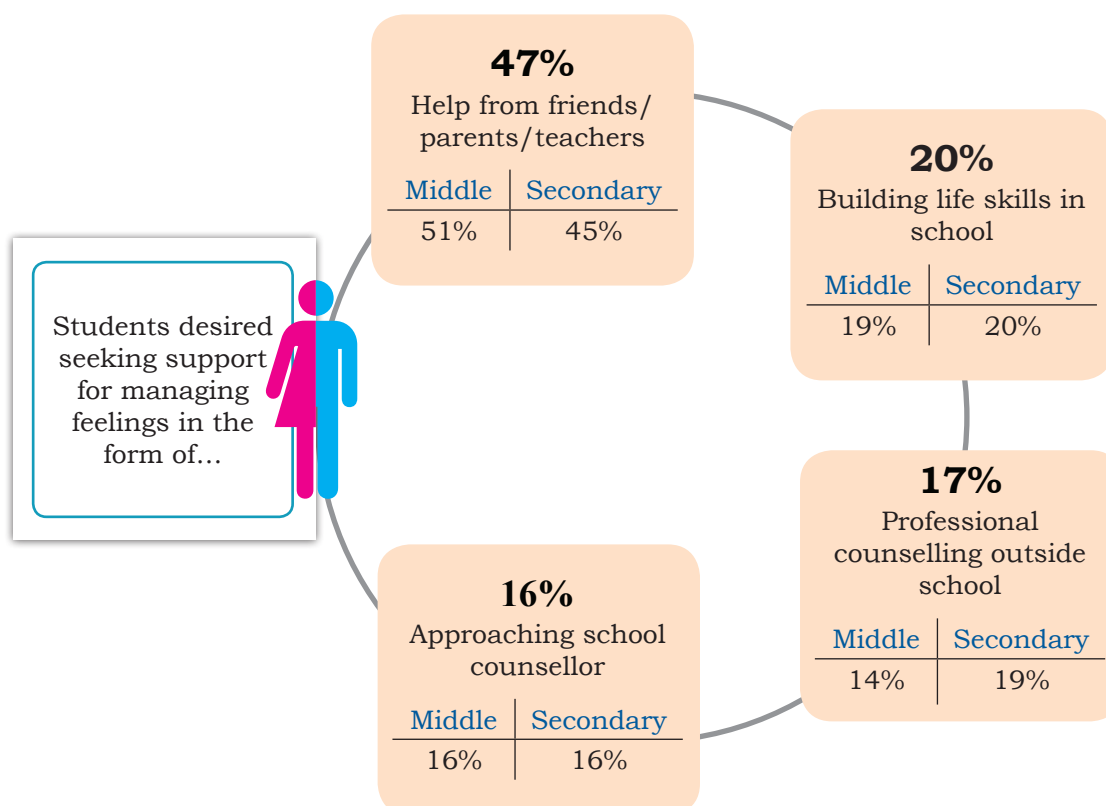 Students desired
seeking support
for managing
feelings in the
form of…
47%
Help from friends/
parents/teachers
Middle Secondary
51% 45%
20%
Building life skills in
school
Middle Secondary
19% 20%
17%
Professional
counselling outside
school
Middle Secondary
14% 19%
16%
Approaching school
counsellor
Middle Secondary
16% 16%